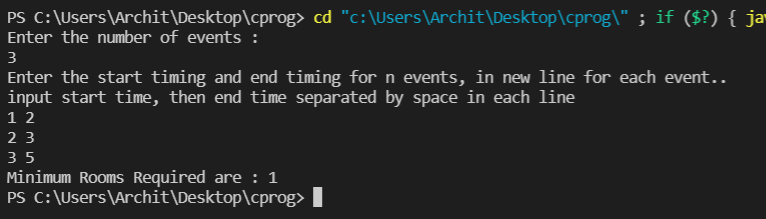 PS C:\Users\Archit\Desktop\cprog> cd "c:\Users\Archit\Desktop\cprog\" ; if ($?) { jav
Enter the number of events :
3
Enter the start timing and end timing for n events, in new line for each event..
input start time, then end time separated by space in each line
1 2
2 3
3 5
Minimum Rooms Required are : 1
PS C:\Users\Archit\Desktop\cprog>